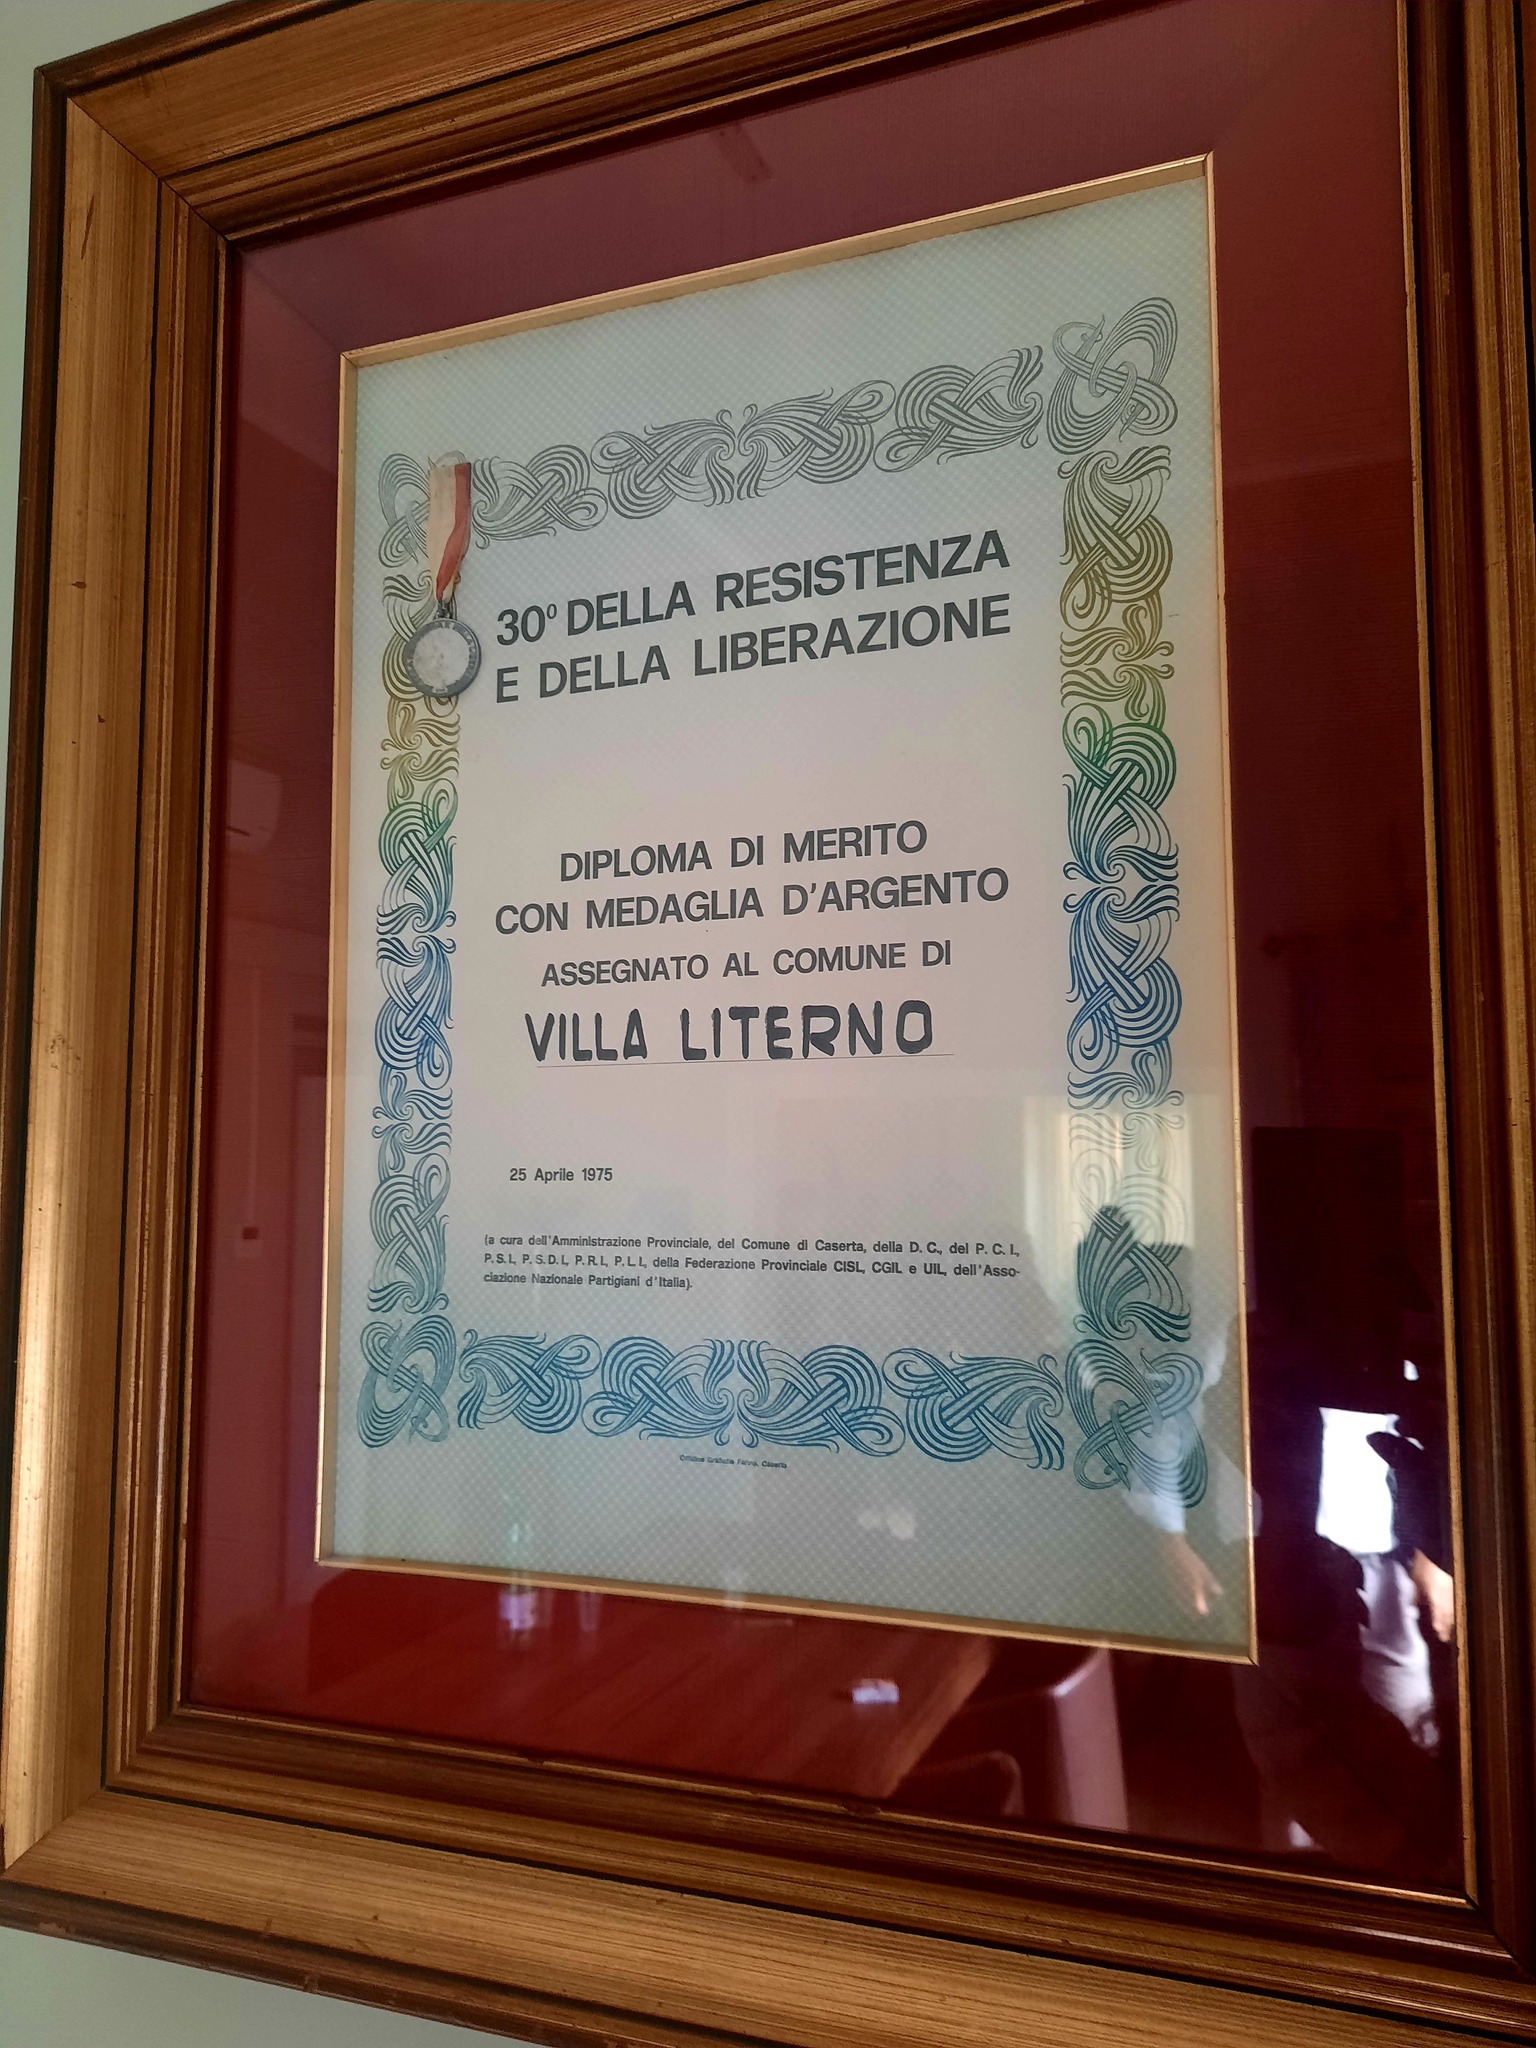 30º DELLA RESISTENZA
E DELLA LIBERAZIONE
DIPLOMA DI MERITO
CON MEDAGLIA D'ARGENTO
ASSEGNATO AL COMUNE DI
VILLA LITERNO
25 Aprile 1975
(a cura dell'Amministrazione Provinciale, del Comune di Caserta, della D. C., del P. C. I.,
P. S. I., P. S. D. I., P. R. I., P. L. I., della Federazione Provinciale CISL, CGIL e UIL, dell'Asso-
ciazione Nazionale Partigiani d'Italia).
Caserta